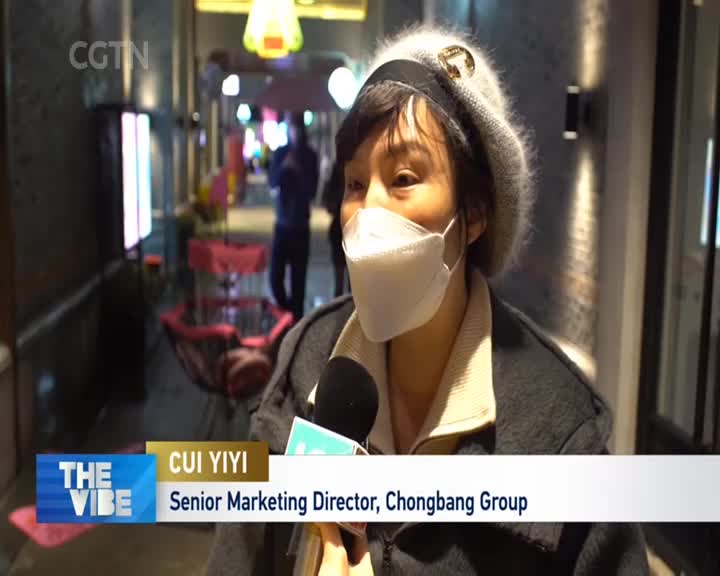 CGTN
CUI YIYI
THE
VIBE
Senior Marketing Director, Chongbang Group